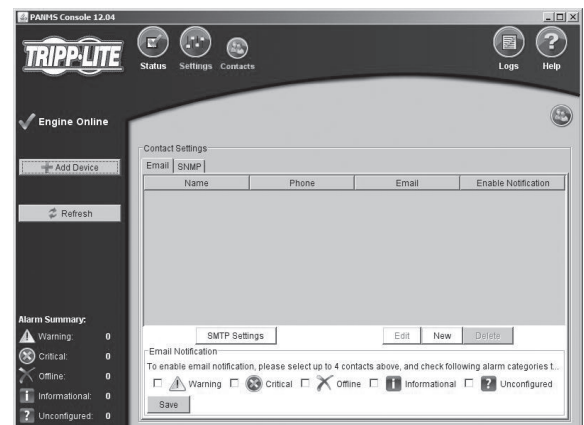 PANMS Console 12.04
TRIPP·LITE
Status Settings Contacts
Logs Help
Engine Online
Add Device
Refresh
Contact Settings
Email SNMP
Name Phone Email Enable Notification
SMTP Settings Edit New Delete
Email Notification
To enable email notification, please select up to 4 contacts above, and check following alarm categories t...
Warning Critical Offline Informational Unconfigured
Save
Alarm Summary:
Warning: 0
Critical: 0
Offline: 0
Informational: 0
Unconfigured: 0